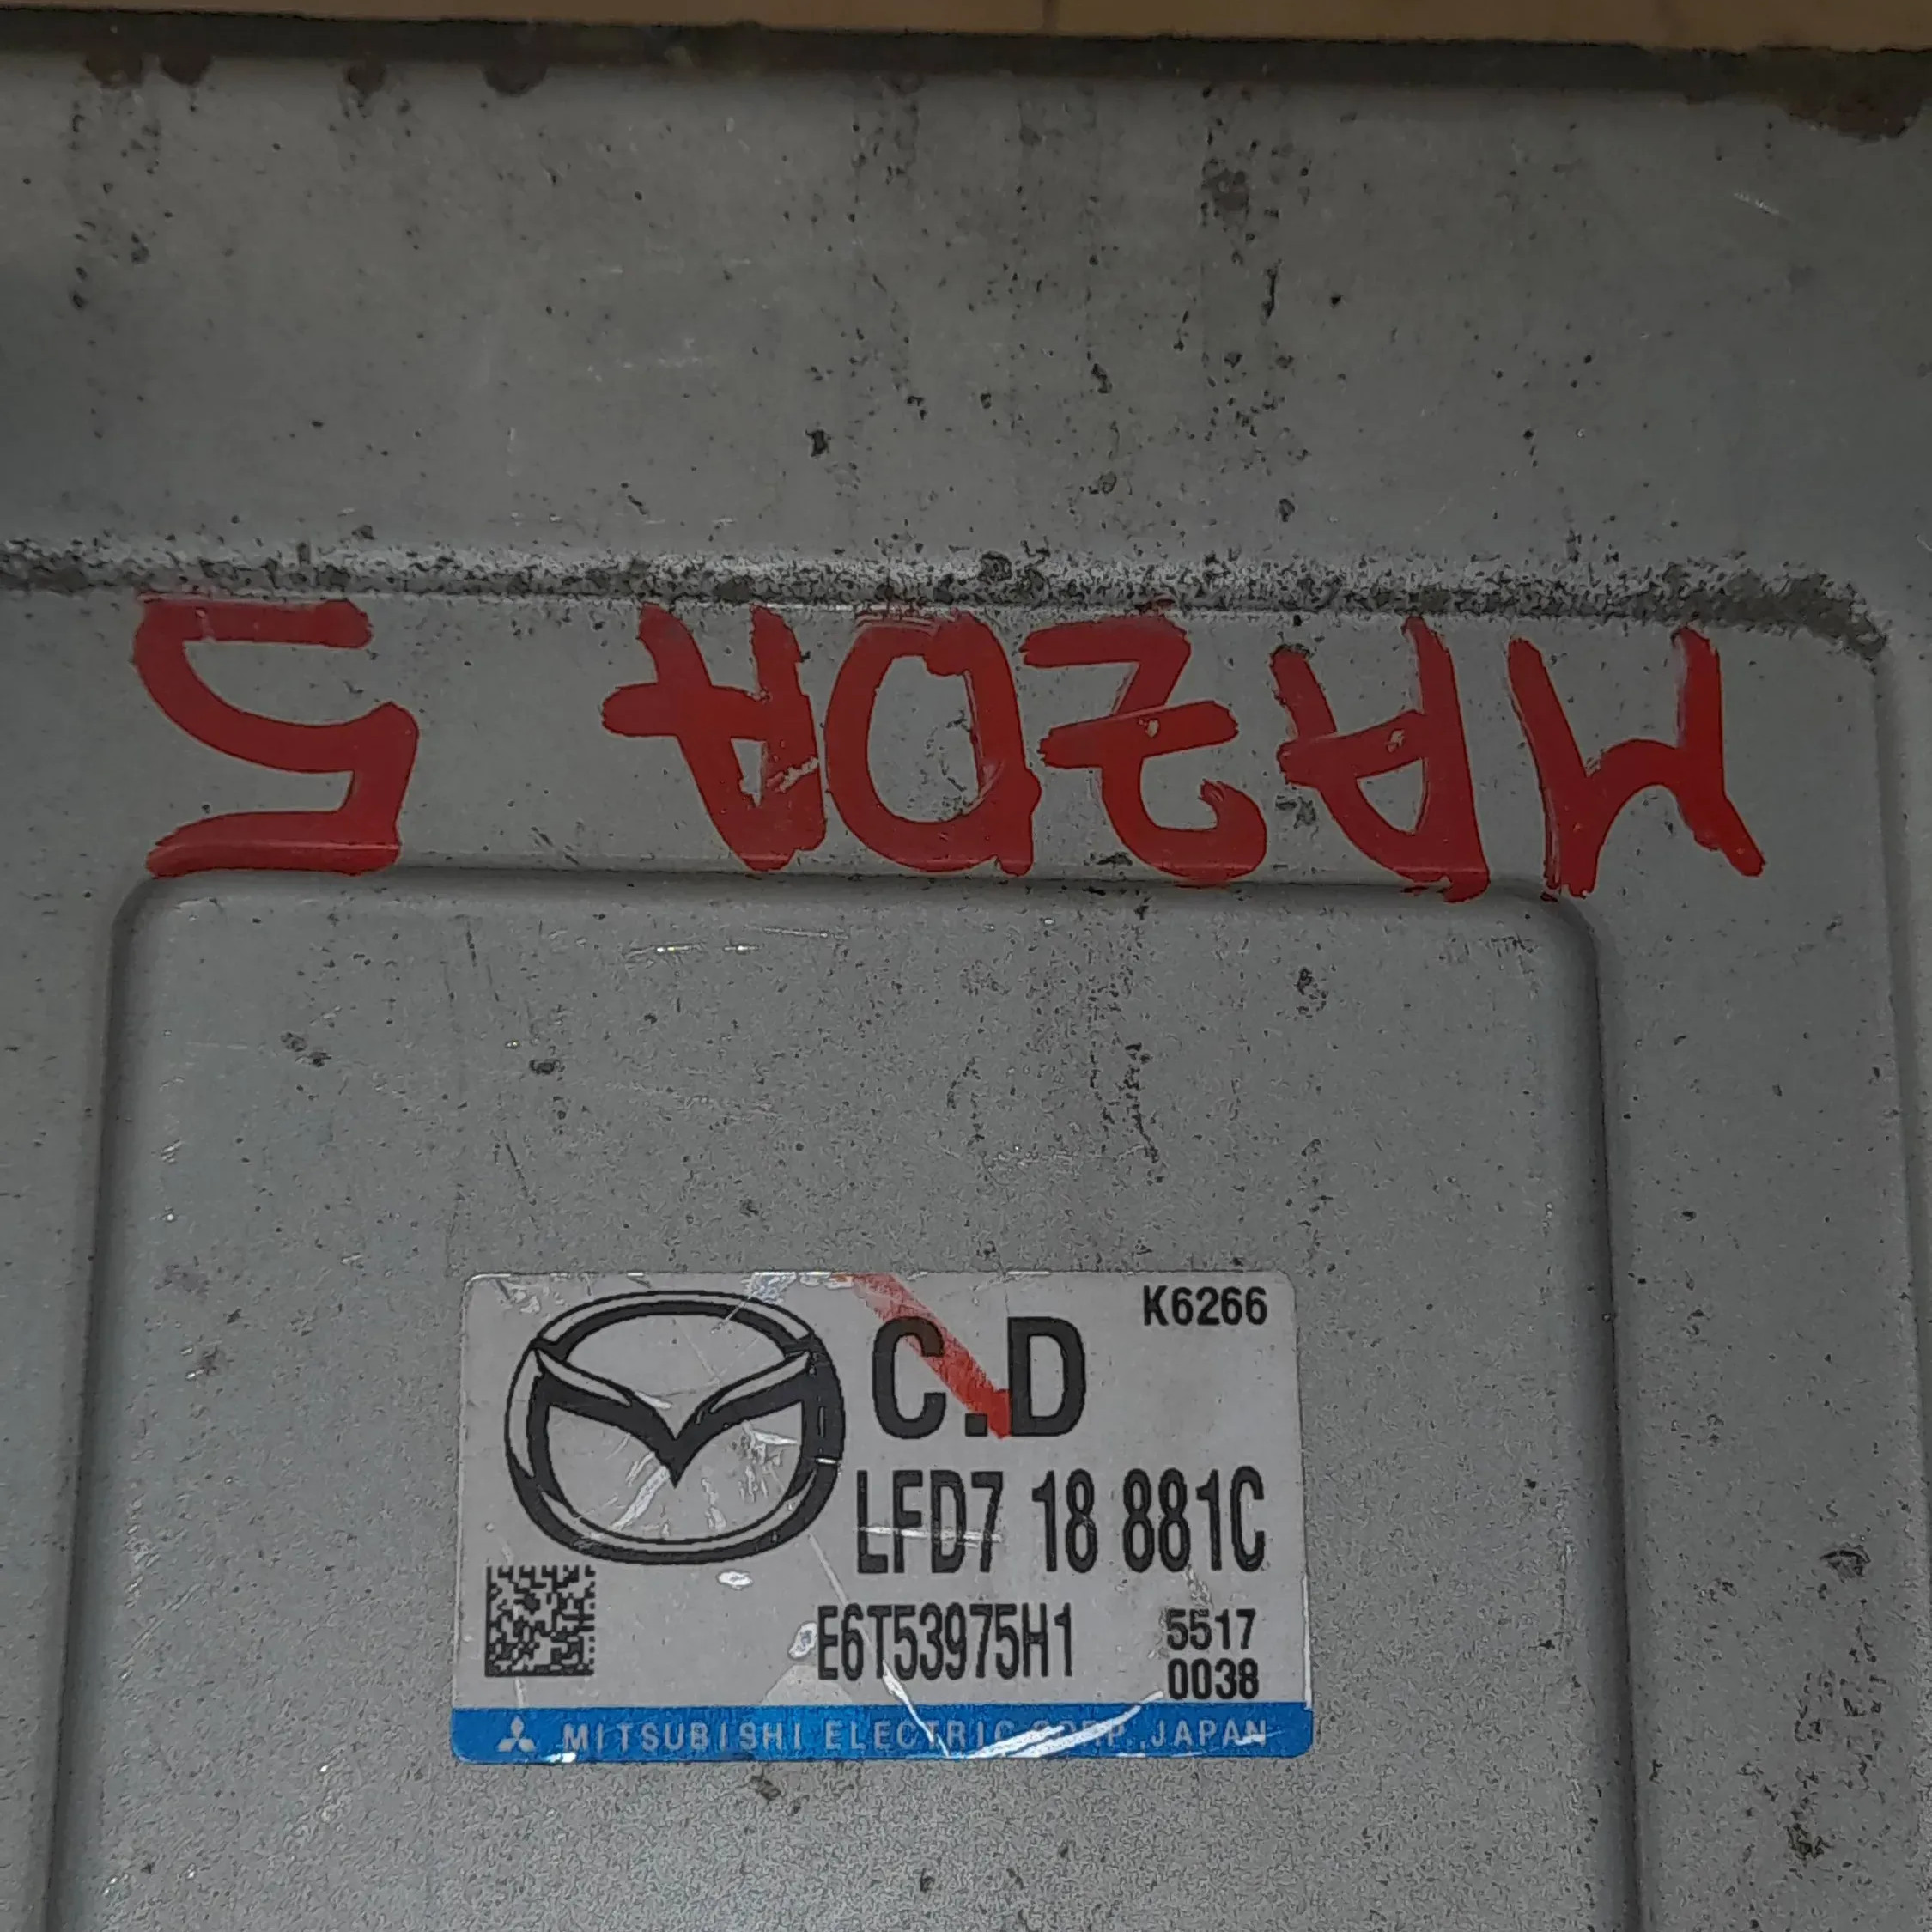 MAZDA 5
K6266
C.D
LFD7 18 881C
E6T53975H1
5517
0038
MITSUBISHI ELECTRIC CORP., JAPAN